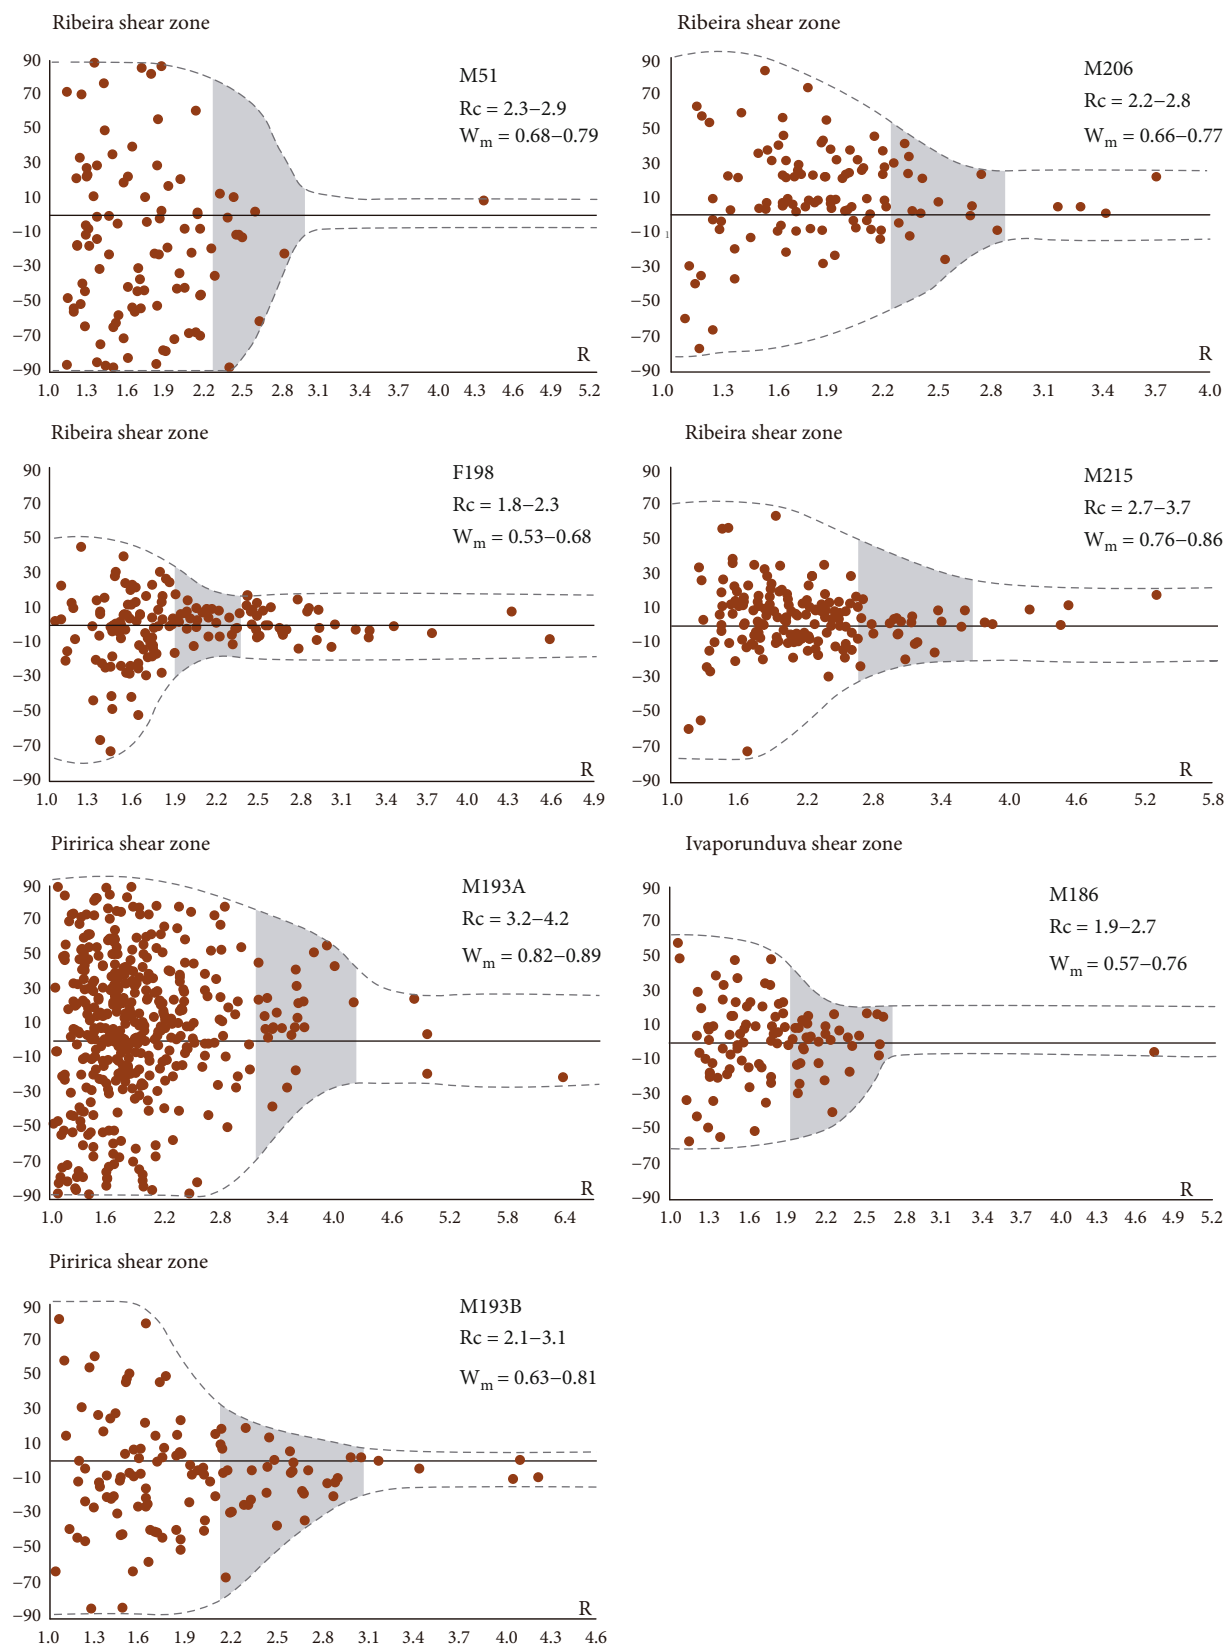 Ribeira shear zone
M51
Rc = 2.3–2.9
Wm = 0.68–0.79
90
70
50
30
10
−10
−30
−50
−70
−90
R
1.0 1.3 1.6 1.9 2.2 2.5 2.8 3.1 3.4 3.7 4.0 4.3 4.6 4.9 5.2
Ribeira shear zone
M206
Rc = 2.2–2.8
Wm = 0.66–0.77
90
70
50
30
10
−10
−30
−50
−70
−90
R
1.0 1.3 1.6 1.9 2.2 2.5 2.8 3.1 3.4 3.7 4.0
Ribeira shear zone
F198
Rc = 1.8–2.3
Wm = 0.53–0.68
90
70
50
30
10
−10
−30
−50
−70
−90
R
1.0 1.3 1.6 1.9 2.2 2.5 2.8 3.1 3.4 3.7 4.0 4.6 4.9
Ribeira shear zone
M215
Rc = 2.7–3.7
Wm = 0.76–0.86
90
70
50
30
10
−10
−30
−50
−70
−90
R
1.0 1.6 2.2 2.8 3.4 4.0 4.6 5.2 5.8
Piririca shear zone
M193A
Rc = 3.2–4.2
Wm = 0.82–0.89
90
70
50
30
10
−10
−30
−50
−70
−90
R
1.0 1.6 2.2 2.8 3.4 4.0 4.6 5.2 5.8 6.4
Ivaporunduva shear zone
M186
Rc = 1.9–2.7
Wm = 0.57–0.76
90
70
50
30
10
−10
−30
−50
−70
−90
R
1.0 1.3 1.6 1.9 2.2 2.5 2.8 3.1 3.4 3.7 4.0 4.3 4.6 4.9 5.2
Piririca shear zone
M193B
Rc = 2.1–3.1
Wm = 0.63–0.81
90
70
50
30
10
−10
−30
−50
−70
−90
R
1.0 1.3 1.6 1.9 2.2 2.5 2.8 3.1 3.4 3.7 4.0 4.3 4.6